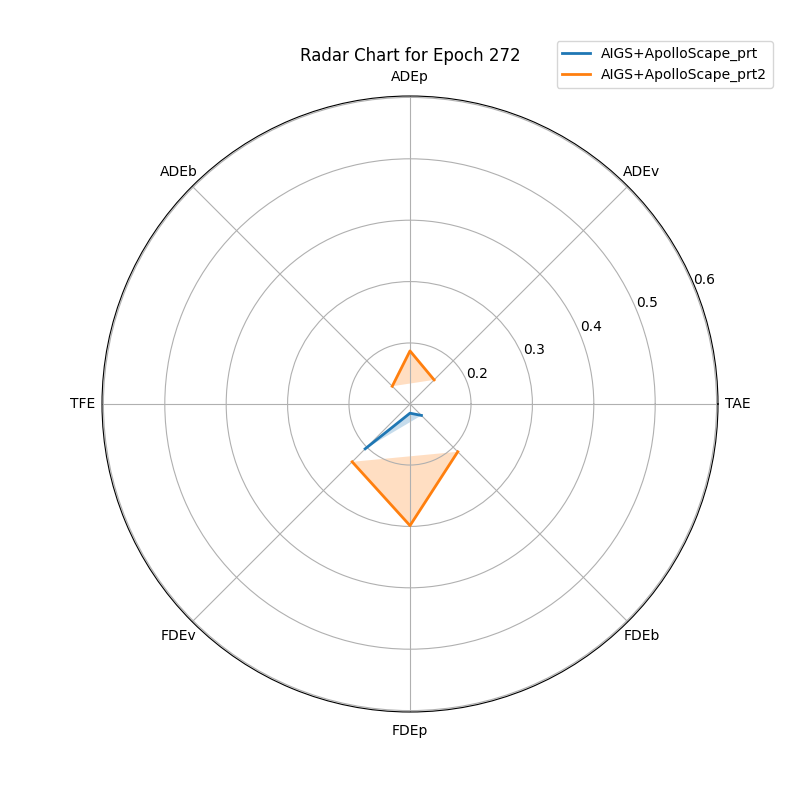 Radar Chart for Epoch 272
AIGS+ApolloScape_prt
AIGS+ApolloScape_prt2
ADEp
ADEb
ADEv
0.6
0.5
0.4
0.3
0.2
TFE
TAE
FDEv
FDEb
FDEp